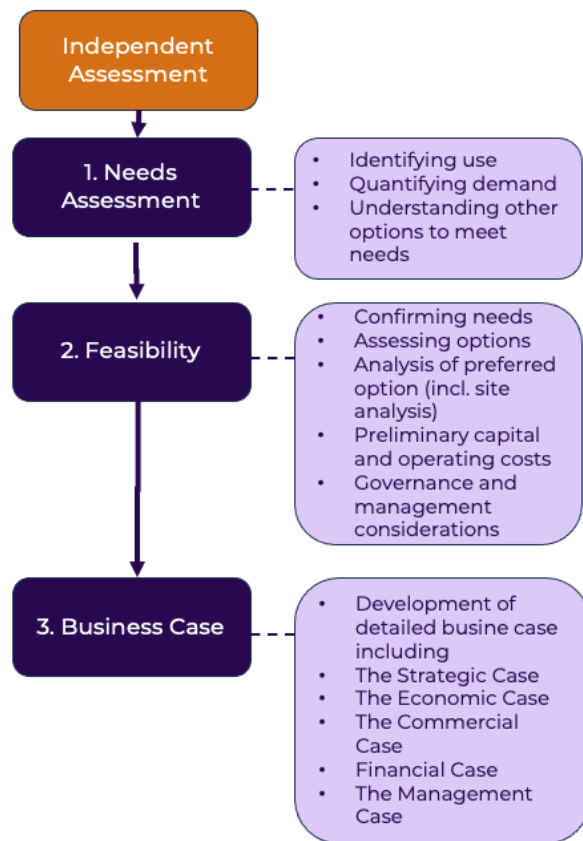 Independent
Assessment
1. Needs
Assessment
• Identifying use
• Quantifying demand
• Understanding other
options to meet
needs
2. Feasibility
• Confirming needs
• Assessing options
• Analysis of preferred
option (incl. site
analysis)
• Preliminary capital
and operating costs
• Governance and
management
considerations
3. Business Case
• Development of
detailed busine case
including
• The Strategic Case
• The Economic Case
• The Commercial
Case
• Financial Case
• The Management
Case